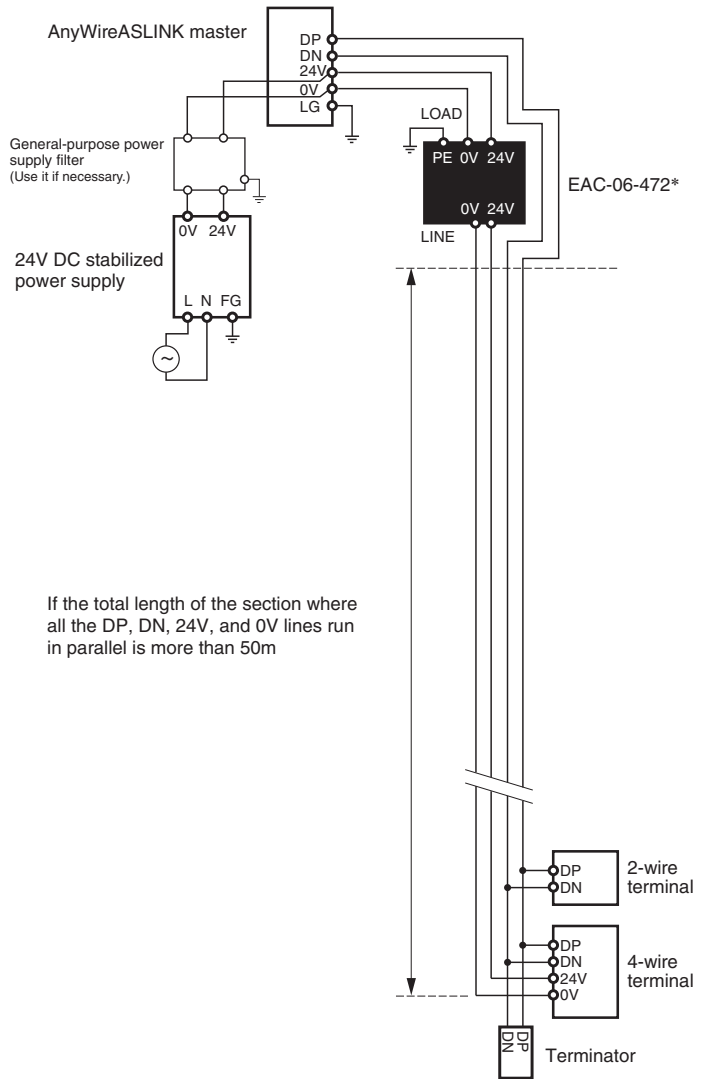 AnyWireASLINK master
DP
DN
24V
0V
LG
General-purpose power
supply filter
(Use it if necessary.)
LOAD
PE 0V 24V
EAC-06-472*
0V 24V
LINE
0V 24V
24V DC stabilized
power supply
L N FG
~
If the total length of the section where
all the DP, DN, 24V, and 0V lines run
in parallel is more than 50m
DP
DN
2-wire
terminal
DP
DN
24V
0V
4-wire
terminal
DN
DP
Terminator